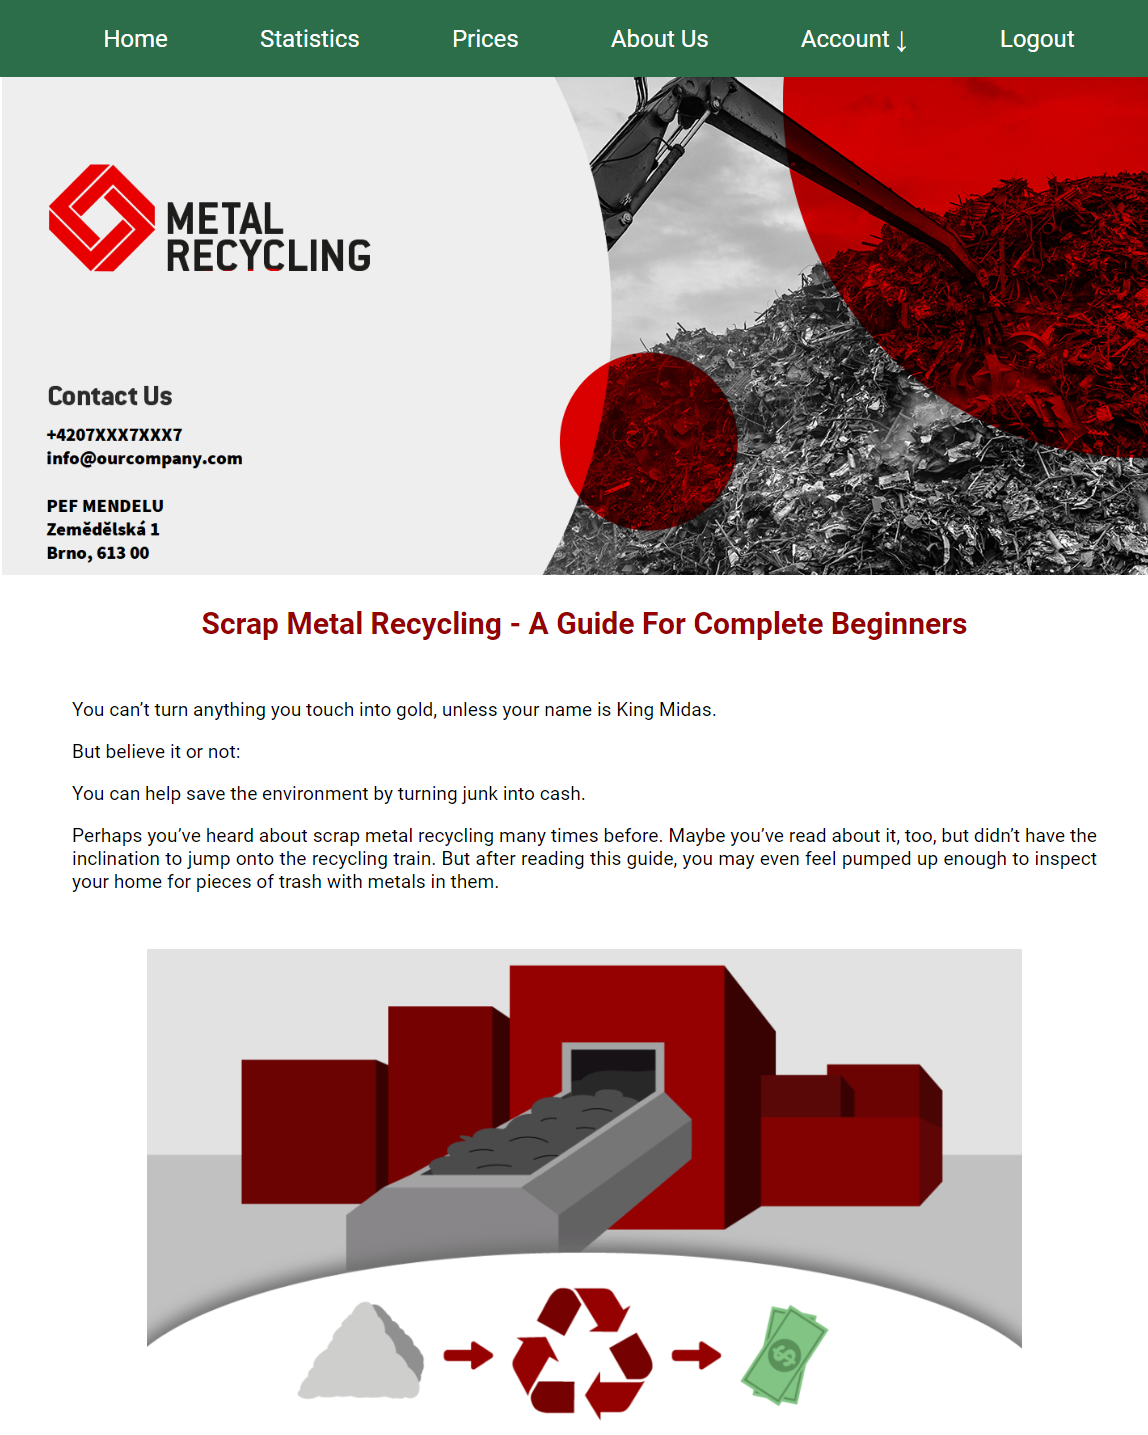 Home Statistics Prices About Us Account ↓ Logout
METAL
RECYCLING
Contact Us
+4207XXX7XXX7
info@ourcompany.com
PEF MENDELU
Zemědělská 1
Brno, 613 00
Scrap Metal Recycling - A Guide For Complete Beginners
You can’t turn anything you touch into gold, unless your name is King Midas.
But believe it or not:
You can help save the environment by turning junk into cash.
Perhaps you’ve heard about scrap metal recycling many times before. Maybe you’ve read about it, too, but didn’t have the
inclination to jump onto the recycling train. But after reading this guide, you may even feel pumped up enough to inspect
your home for pieces of trash with metals in them.
$